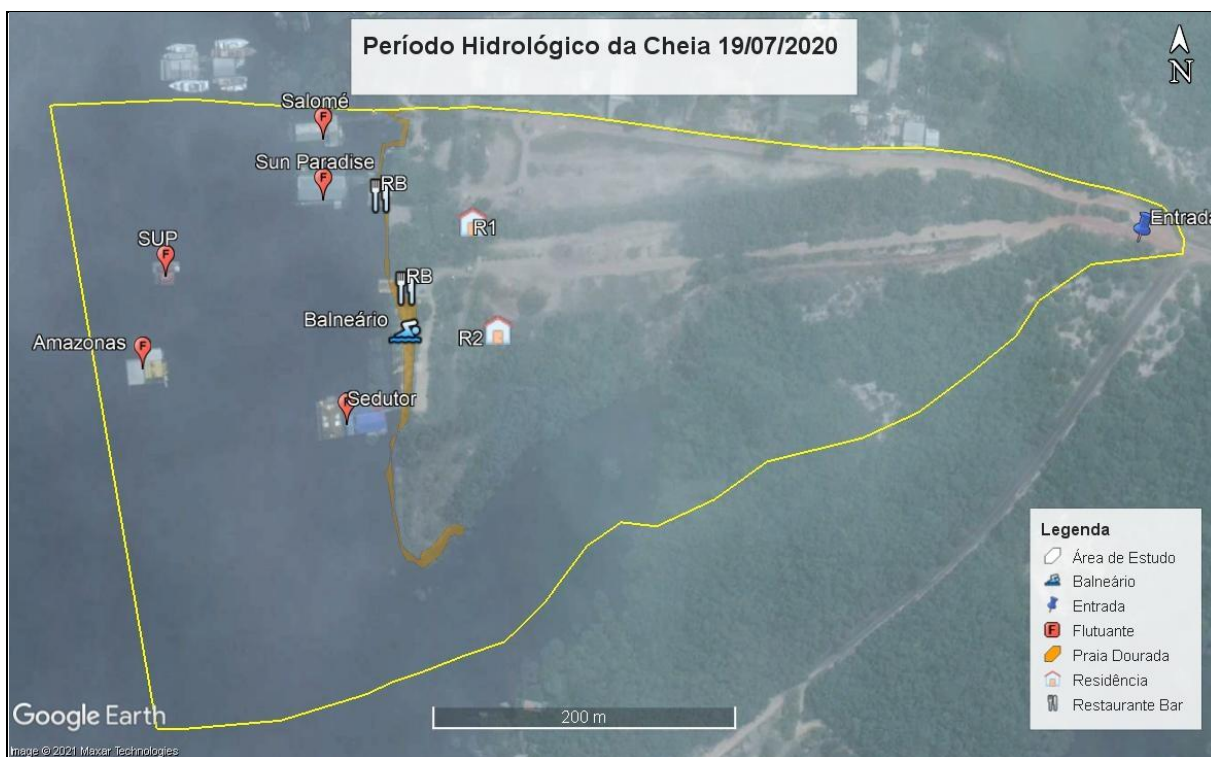 Período Hidrológico da Cheia 19/07/2020
N
Salomé
F
Sun Paradise
F
RB
R1
Entrada
SUP
F
RB
Balneário
R2
Amazonas
F
Sedutor
Legenda
Área de Estudo
Balneário
Entrada
F Flutuante
Praia Dourada
Residência
Restaurante Bar
200 m
Google Earth
Image © 2021 Maxar Technologies